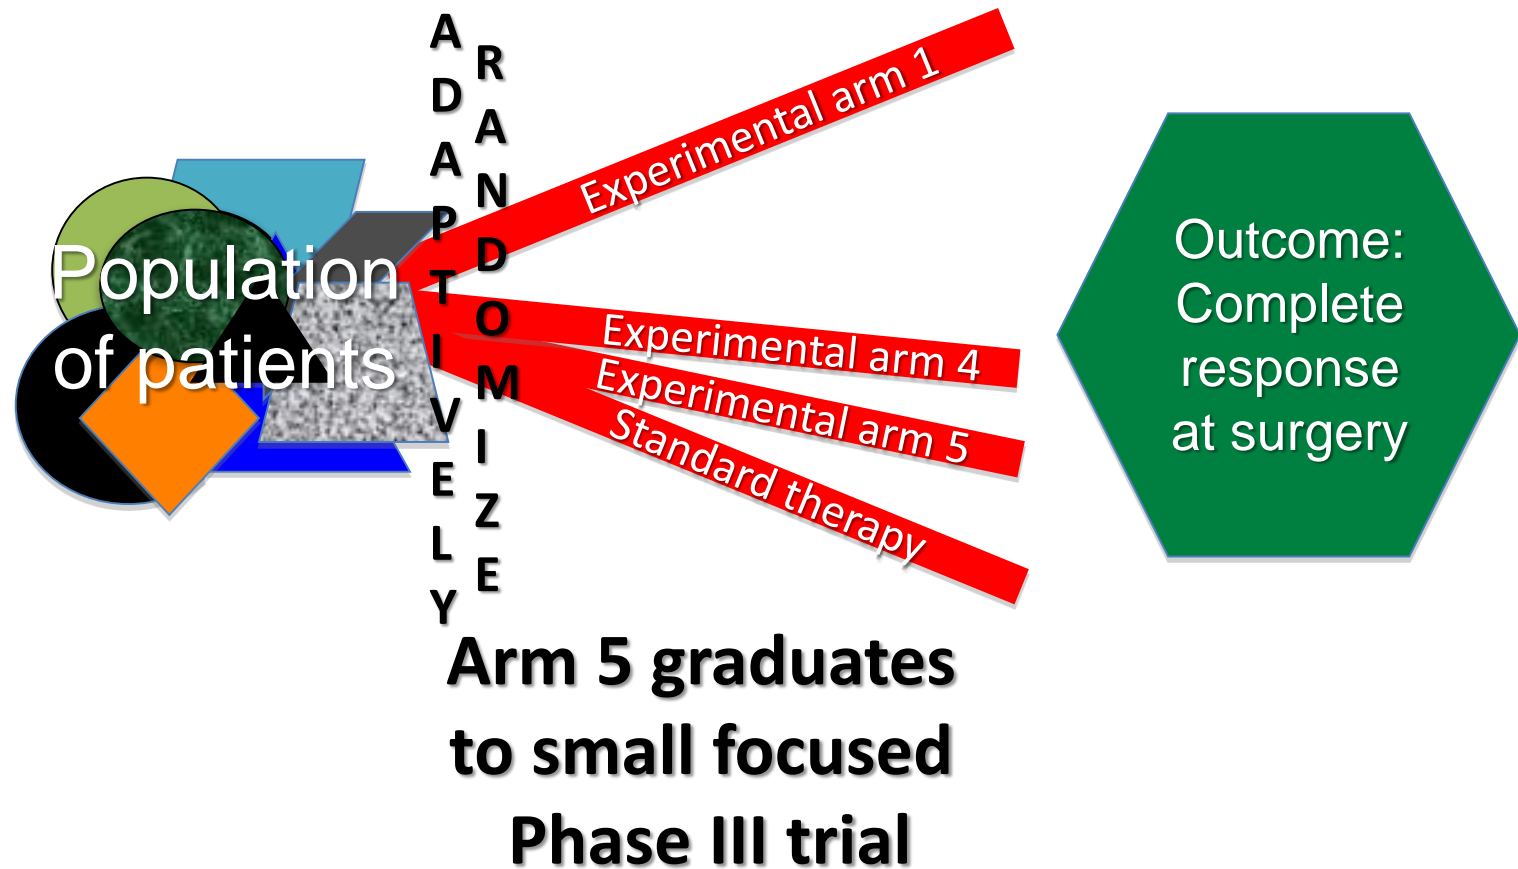 Population
of patients
ADAPTIVELY
RANDOMIZE
Experimental arm 1
Experimental arm 4
Experimental arm 5
Standard therapy
Outcome:
Complete
response
at surgery
Arm 5 graduates
to small focused
Phase III trial